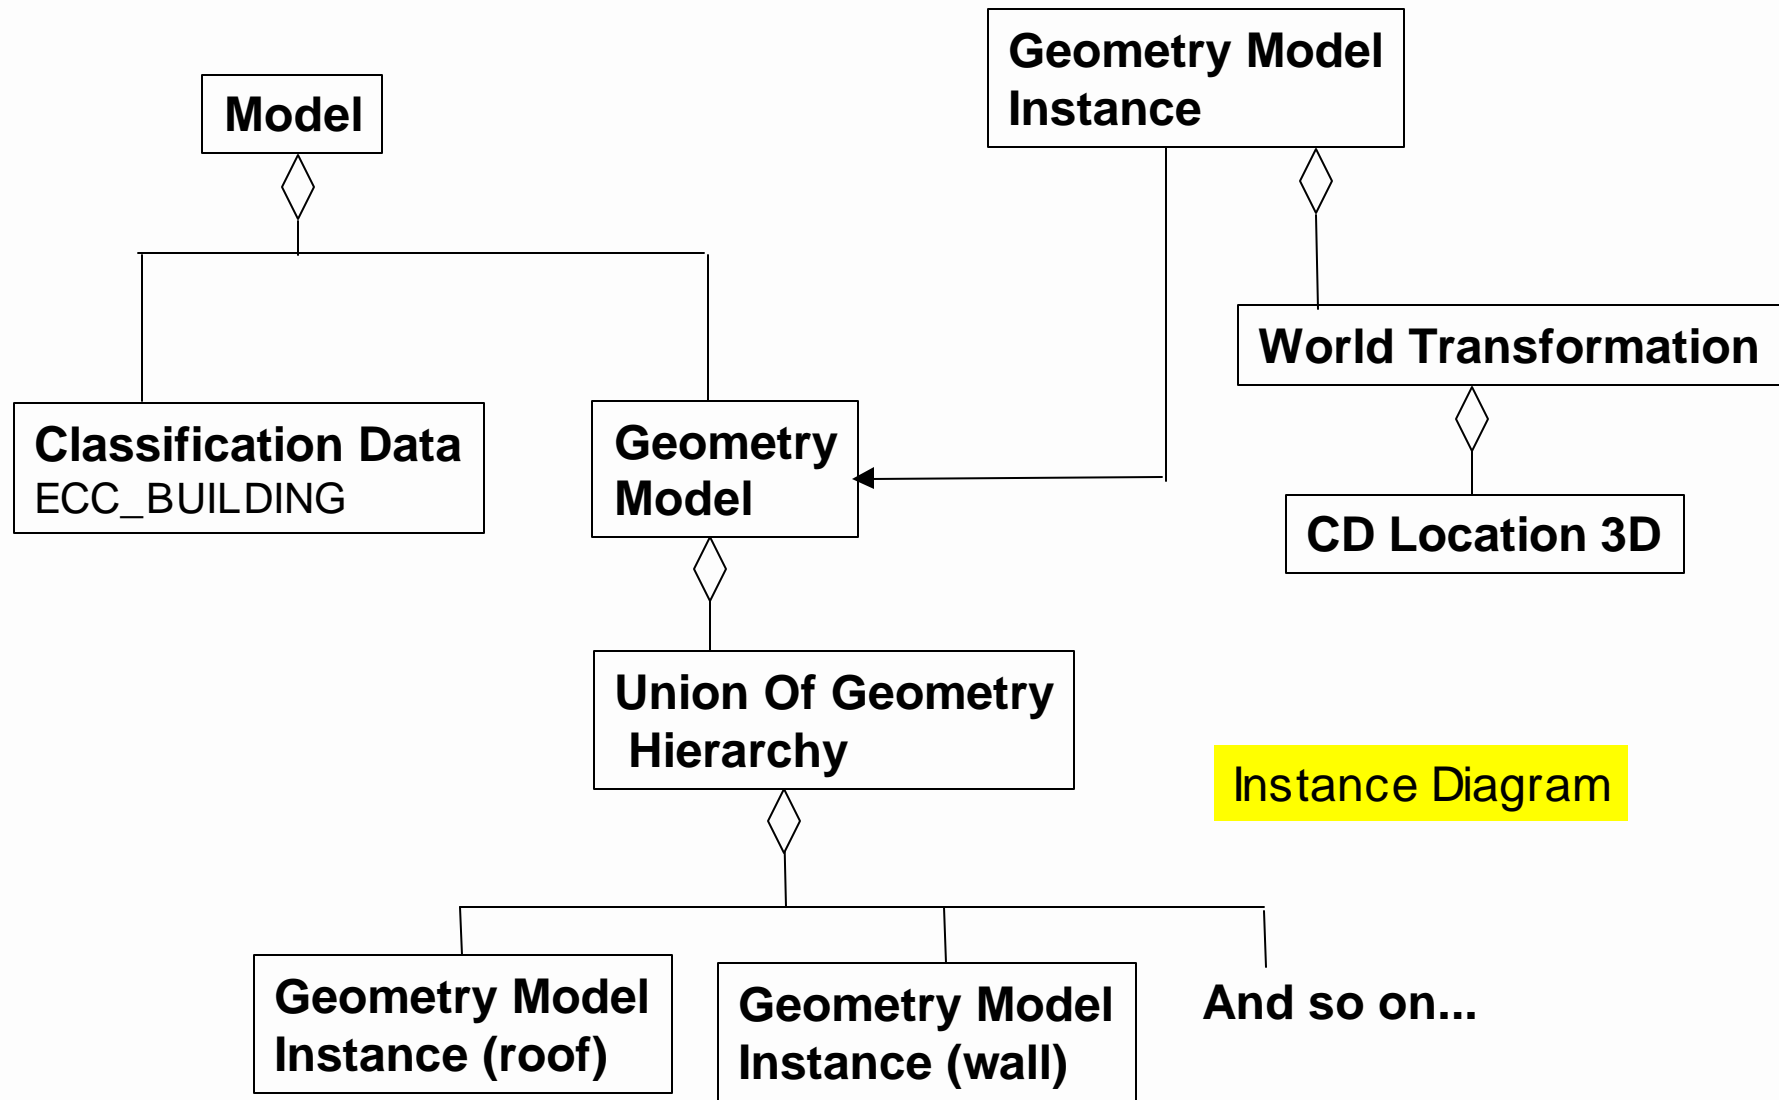 Geometry Model
Instance
Model
World Transformation
Classification Data
ECC_BUILDING
Geometry
Model
CD Location 3D
Union Of Geometry
Hierarchy
Instance Diagram
Geometry Model
Instance (roof)
Geometry Model
Instance (wall)
And so on...